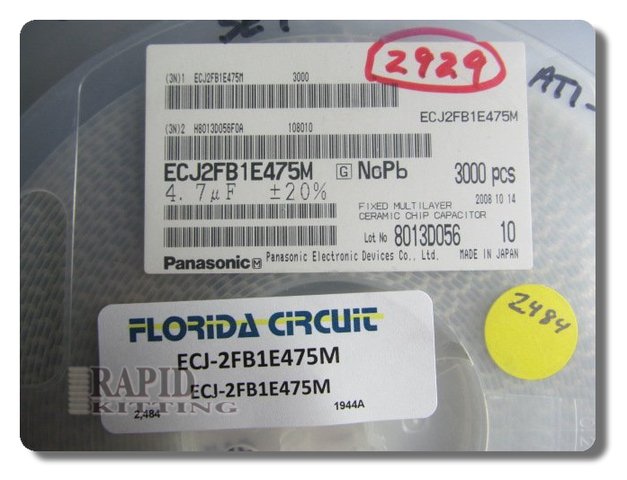 SET
2929
ATI-
(3N)1 ECJ2FB1E475M 3000
ECJ2FB1E475M
(3N)2 H8013D056F0A 108010
ECJ2FB1E475M G NoPb 3000 pcs
4.7μF ±20%
FIXED MULTILAYER 2008 10 14
CERAMIC CHIP CAPACITOR
Lot No 8013D056 10
Panasonic M Panasonic Electronic Devices Co., Ltd. MADE IN JAPAN
2484
FLORIDA CIRCUIT
ECJ-2FB1E475M
RAPID
ECJ-2FB1E475M
KITTING
2,484 1944A